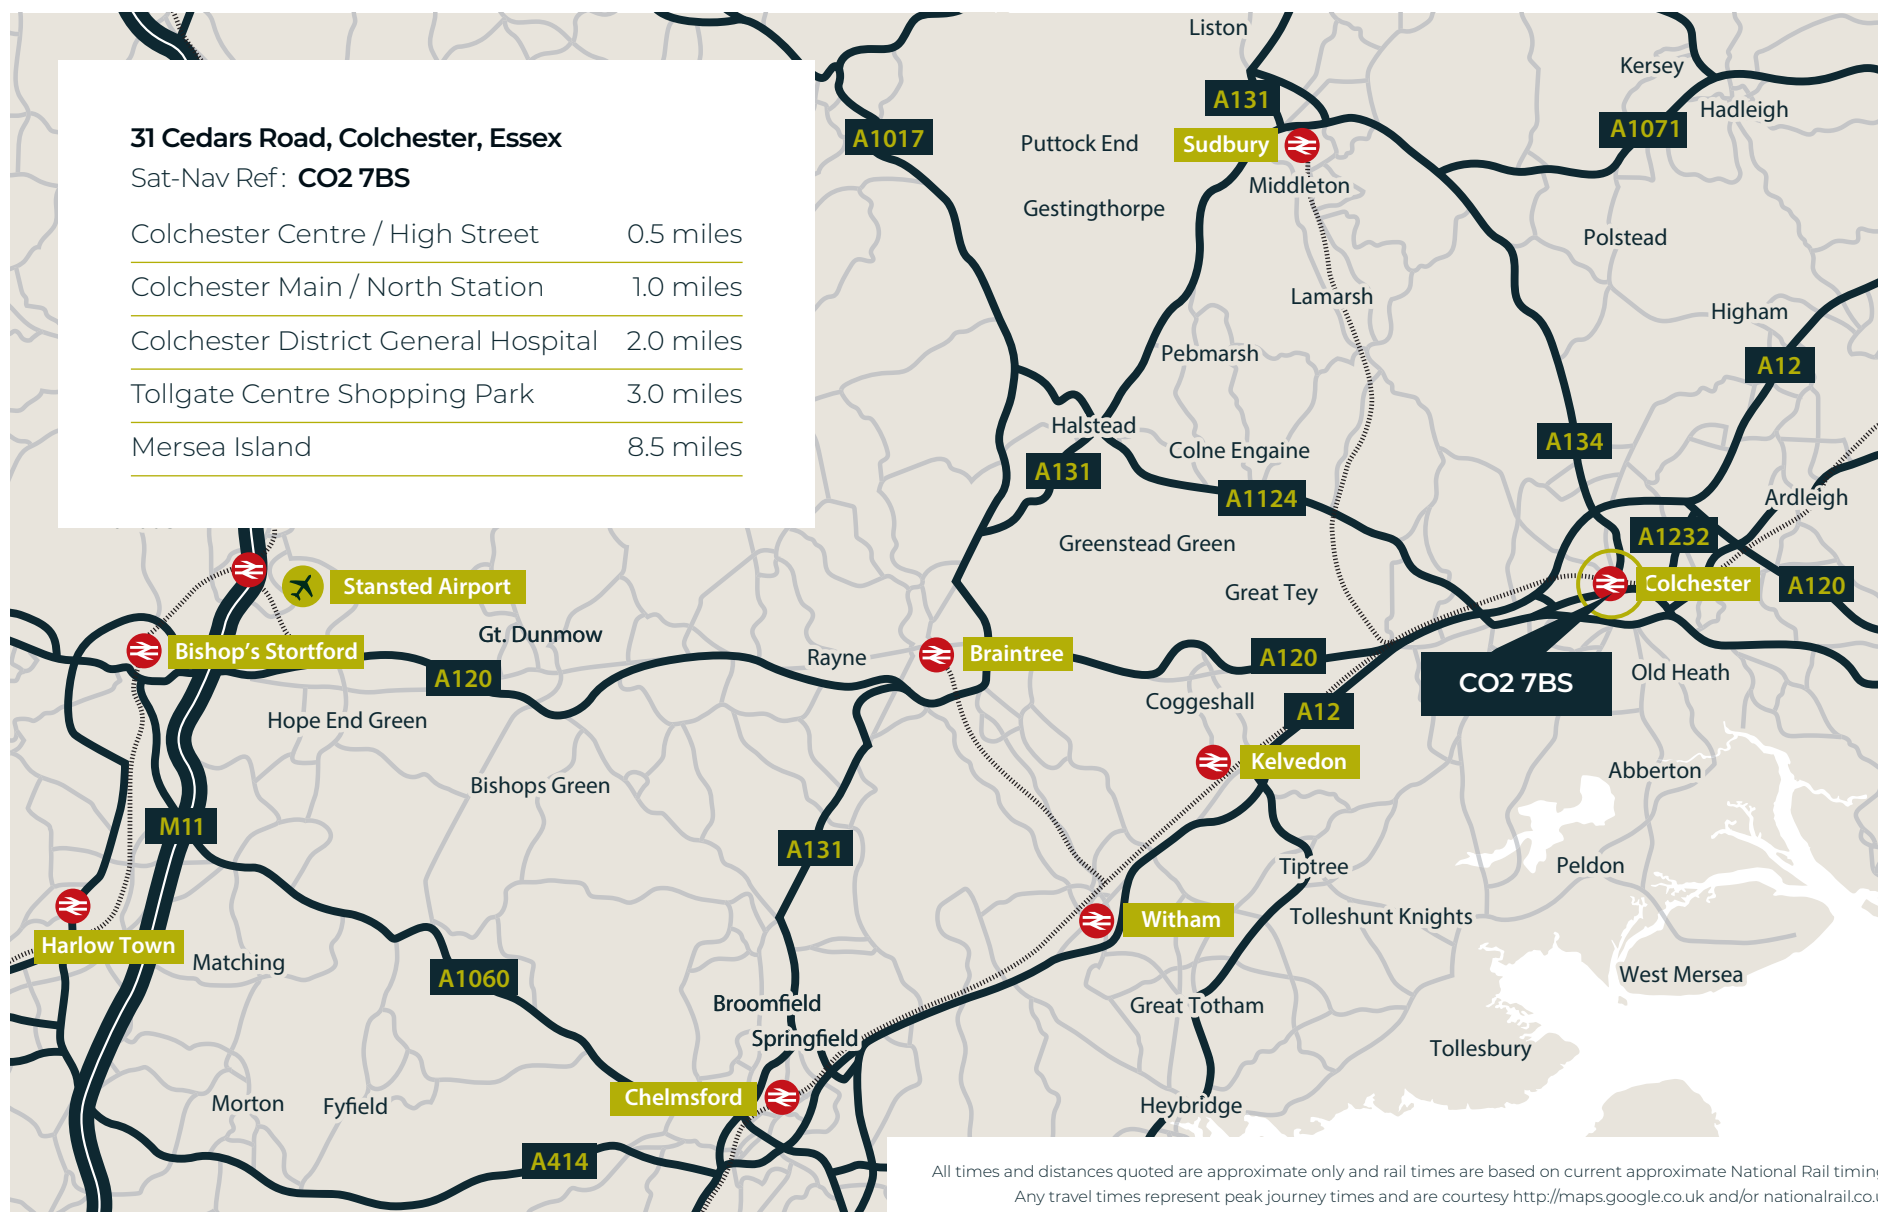 31 Cedars Road, Colchester, Essex
Sat-Nav Ref: CO2 7BS
Colchester Centre / High Street 0.5 miles
Colchester Main / North Station 1.0 miles
Colchester District General Hospital 2.0 miles
Tollgate Centre Shopping Park 3.0 miles
Mersea Island 8.5 miles
Liston
Kersey
A131
Hadleigh
A1017
A1071
Puttock End
Sudbury
Middleton
Gestingthorpe
Polstead
Lamarsh
Higham
Pebmarsh
A12
Halstead
A134
Colne Engaine
A131
A1124
Ardleigh
A1232
Greenstead Green
Stansted Airport
Great Tey
Colchester
A120
Gt. Dunmow
Bishop's Stortford
Rayne
Braintree
A120
A120
Old Heath
CO2 7BS
Coggeshall
A12
Hope End Green
Kelvedon
Abberton
Bishops Green
M11
A131
Tiptree
Peldon
Witham
Tolleshunt Knights
Harlow Town
Matching
A1060
West Mersea
Broomfield
Great Totham
Springfield
Tollesbury
Chelmsford
Morton
Fyfield
Heybridge
A414
All times and distances quoted are approximate only and rail times are based on current approximate National Rail timing
Any travel times represent peak journey times and are courtesy http://maps.google.co.uk and/or nationalrail.co.u